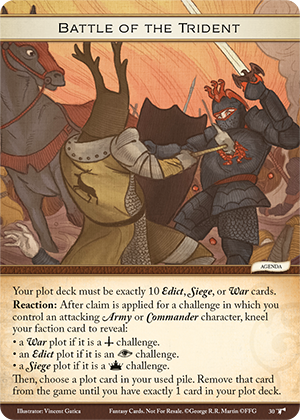 Battle of the Trident
AGENDA
Your plot deck must be exactly 10 Edict, Siege, or War cards.
Reaction: After claim is applied for a challenge in which you
control an attacking Army or Commander character, kneel
your faction card to reveal:
• a War plot if it is a challenge.
• an Edict plot if it is an challenge.
• a Siege plot if it is a challenge.
Then, choose a plot card in your used pile. Remove that card
from the game until you have exactly 1 card in your plot deck.
Illustrator: Vincent Gatica Fantasy Cards. Not For Resale. ©George R.R. Martin ©FFG 30